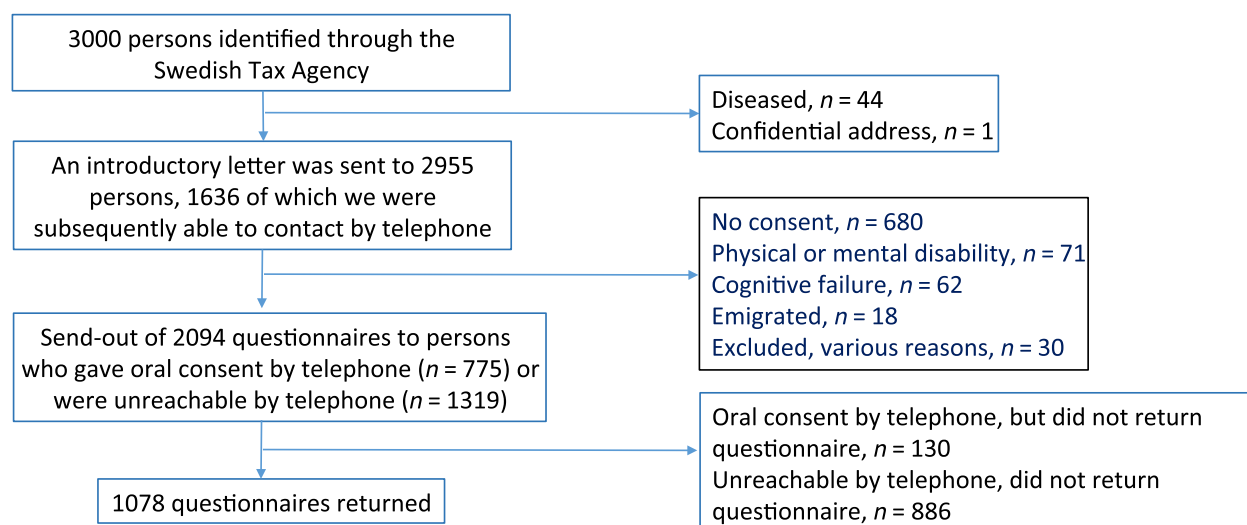 3000 persons identified through the
Swedish Tax Agency
Diseased, n = 44
Confidential address, n = 1
An introductory letter was sent to 2955
persons, 1636 of which we were
subsequently able to contact by telephone
No consent, n = 680
Physical or mental disability, n = 71
Cognitive failure, n = 62
Emigrated, n = 18
Excluded, various reasons, n = 30
Send-out of 2094 questionnaires to persons
who gave oral consent by telephone (n = 775) or
were unreachable by telephone (n = 1319)
Oral consent by telephone, but did not return
questionnaire, n = 130
Unreachable by telephone, did not return
questionnaire, n = 886
1078 questionnaires returned